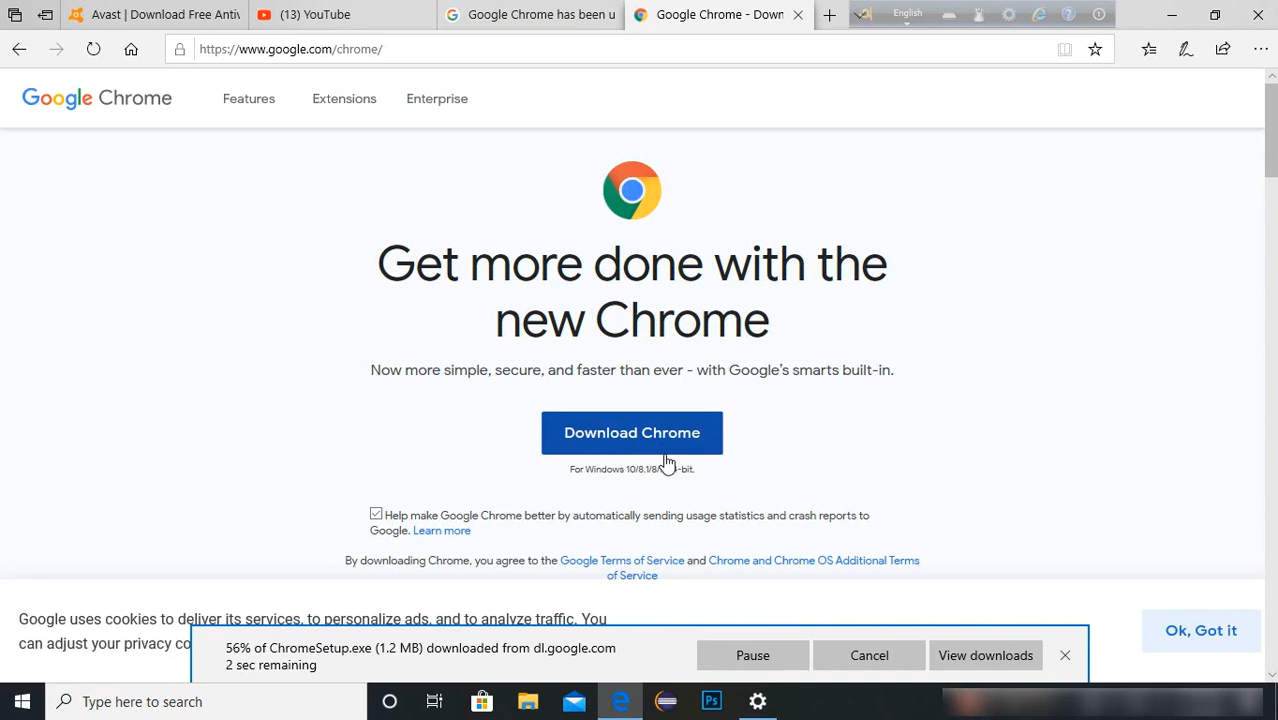 Avast | Download Free Antiv
(13) YouTube
Google Chrome has been u
Google Chrome - Down
English
https://www.google.com/chrome/
Google Chrome
Features
Extensions
Enterprise
Get more done with the
new Chrome
Now more simple, secure, and faster than ever - with Google's smarts built-in.
Download Chrome
For Windows 10/8.1/8/ -bit.
Help make Google Chrome better by automatically sending usage statistics and crash reports to
Google. Learn more
By downloading Chrome, you agree to the Google Terms of Service and Chrome and Chrome OS Additional Terms
of Service
Google uses cookies to deliver its services, to personalize ads, and to analyze traffic. You
can adjust your privacy co
Ok, Got it
56% of ChromeSetup.exe (1.2 MB) downloaded from dl.google.com
2 sec remaining
Pause
Cancel
View downloads
Type here to search
Ps